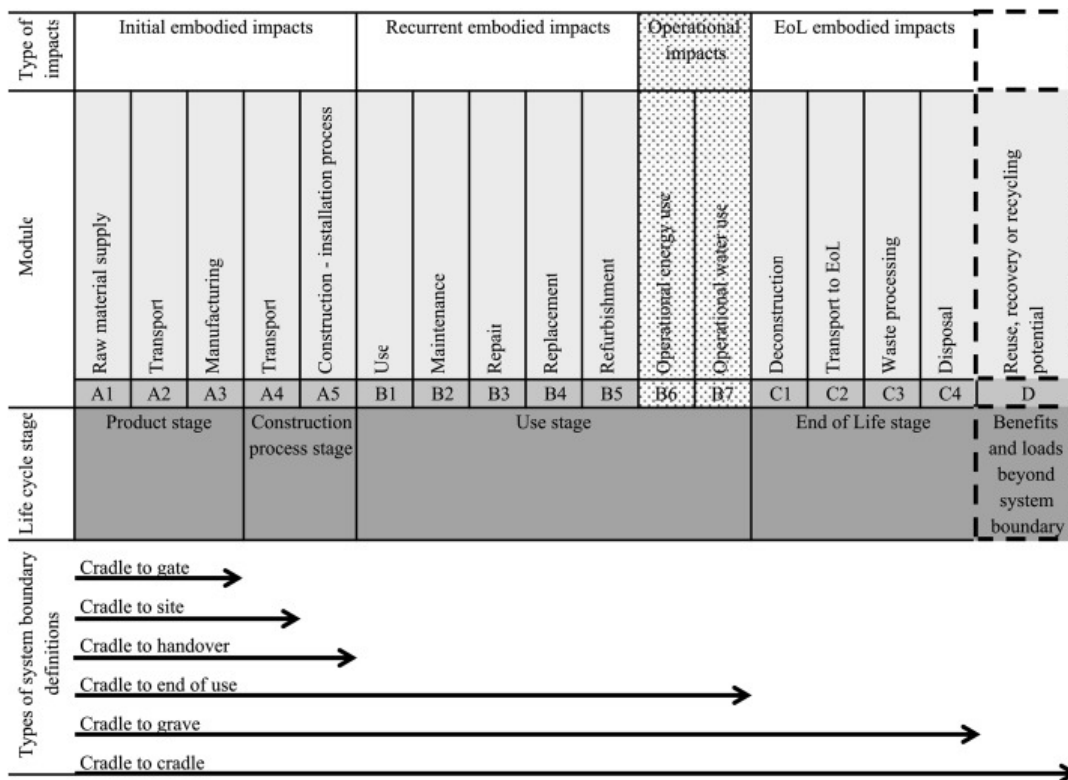 Type of
impacts
Initial embodied impacts
Recurrent embodied impacts
Operational
impacts
EoL embodied impacts
Module
Raw material supply
Transport
Manufacturing
Transport
Construction - installation process
Use
Maintenance
Repair
Replacement
Refurbishment
Operational energy use
Operational water use
Deconstruction
Transport to EoL
Waste processing
Disposal
Reuse, recovery or recycling
potential
A1 A2 A3 A4 A5 B1 B2 B3 B4 B5 B6 B7 C1 C2 C3 C4 D
Life cycle stage
Product stage
Construction
process stage
Use stage
End of Life stage
Benefits
and loads
beyond
system
boundary
Types of system boundary
definitions
Cradle to gate
Cradle to site
Cradle to handover
Cradle to end of use
Cradle to grave
Cradle to cradle